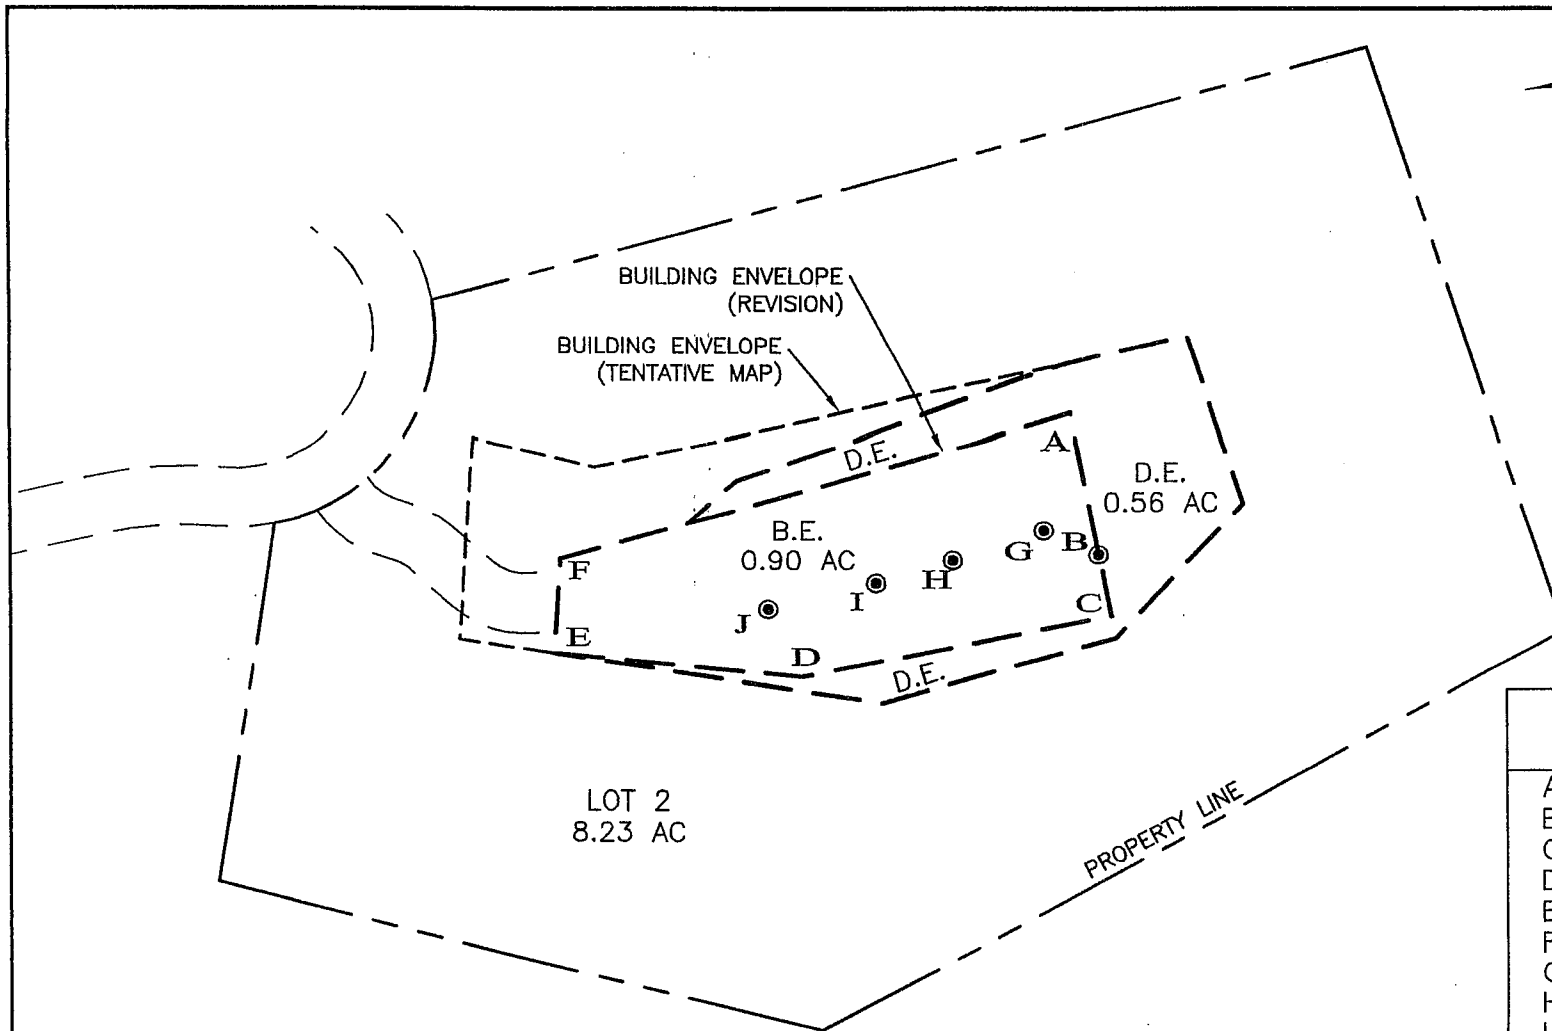 BUILDING ENVELOPE
(REVISION)
BUILDING ENVELOPE
(TENTATIVE MAP)
D.E.
A
D.E.
0.56 AC
B.E.
0.90 AC
G
B
F
H
I
C
J
E
D
D.E.
LOT 2
8.23 AC
PROPERTY LINE
A
B
C
D
E
F
G
H